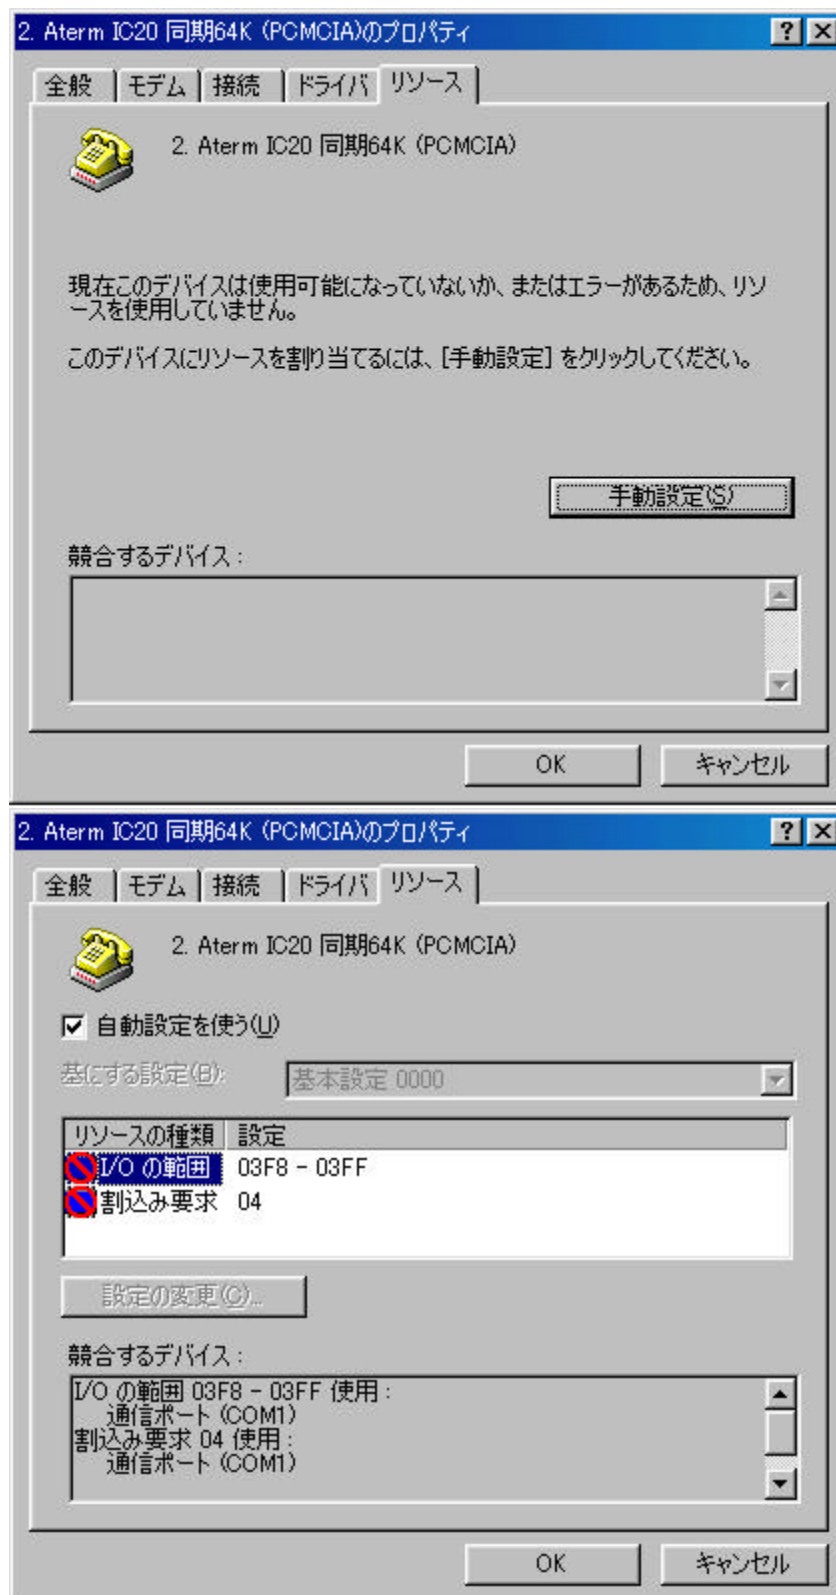 2. Aterm IC20 同期64K (PCMCIA)のプロパティ
全般 モデム 接続 ドライバ リソース
2. Aterm IC20 同期64K (PCMCIA)
現在このデバイスは使用可能になっていないか、またはエラーがあるため、リソ
ースを使用していません。
このデバイスにリソースを割り当てるには、[手動設定] をクリックしてください。
手動設定(S)
競合するデバイス :
OK キャンセル
2. Aterm IC20 同期64K (PCMCIA)のプロパティ
全般 モデム 接続 ドライバ リソース
2. Aterm IC20 同期64K (PCMCIA)
自動設定を使う(U)
基にする設定(B): 基本設定 0000
リソースの種類 設定
I/O の範囲 03F8 - 03FF
割込み要求 04
設定の変更(C)...
競合するデバイス :
I/O の範囲 03F8 - 03FF 使用 :
通信ポート (COM1)
割込み要求 04 使用 :
通信ポート (COM1)
OK キャンセル